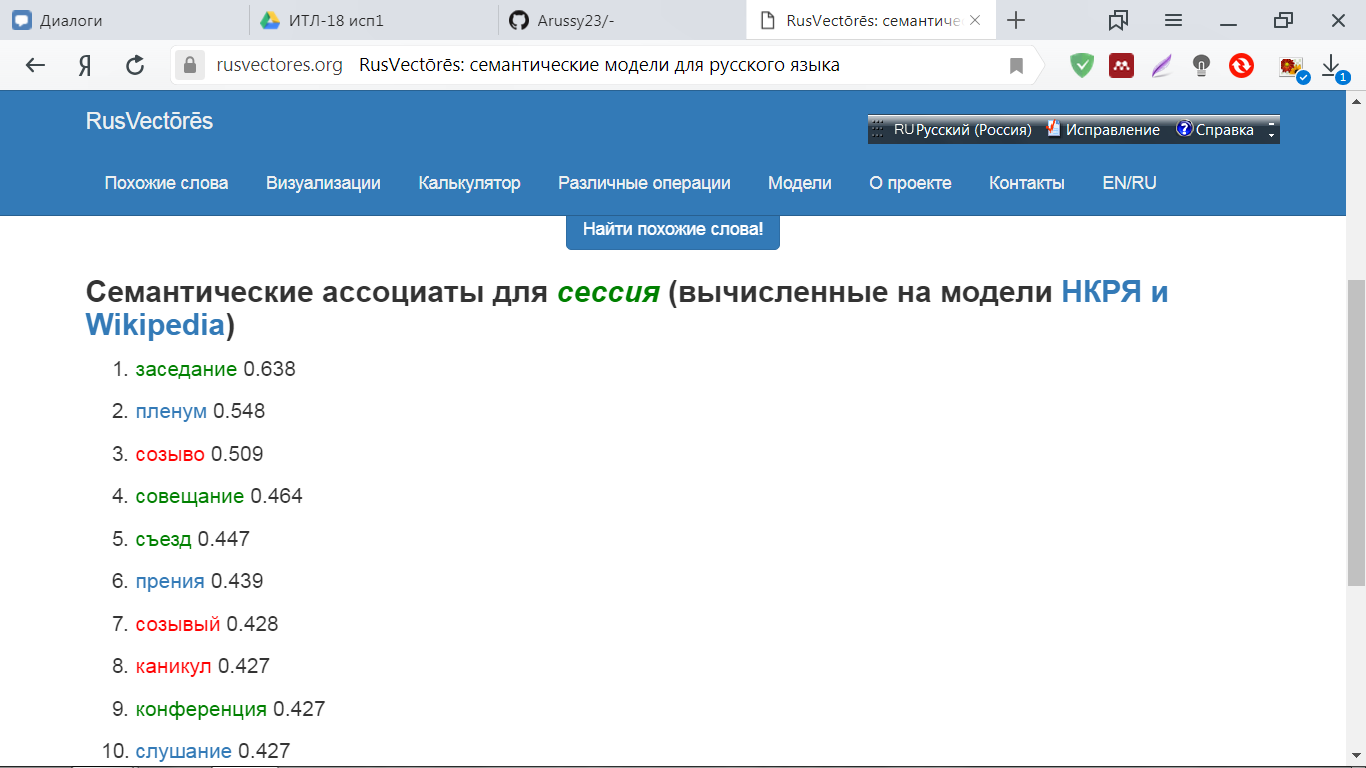 Диалоги
ИТЛ-18 исп1
Arussy23/-
RusVectōrēs: семантичес
Я
rusvectores.org RusVectōrēs: семантические модели для русского языка
1
RusVectōrēs
RU Русский (Россия) Исправление Справка
Похожие слова Визуализации Калькулятор Различные операции Модели О проекте Контакты EN/RU
Найти похожие слова!
Семантические ассоциаты для сессия (вычисленные на модели НКРЯ и
Wikipedia)
1. заседание 0.638
2. пленум 0.548
3. созыво 0.509
4. совещание 0.464
5. съезд 0.447
6. прения 0.439
7. созывый 0.428
8. каникул 0.427
9. конференция 0.427
10. слушание 0.427